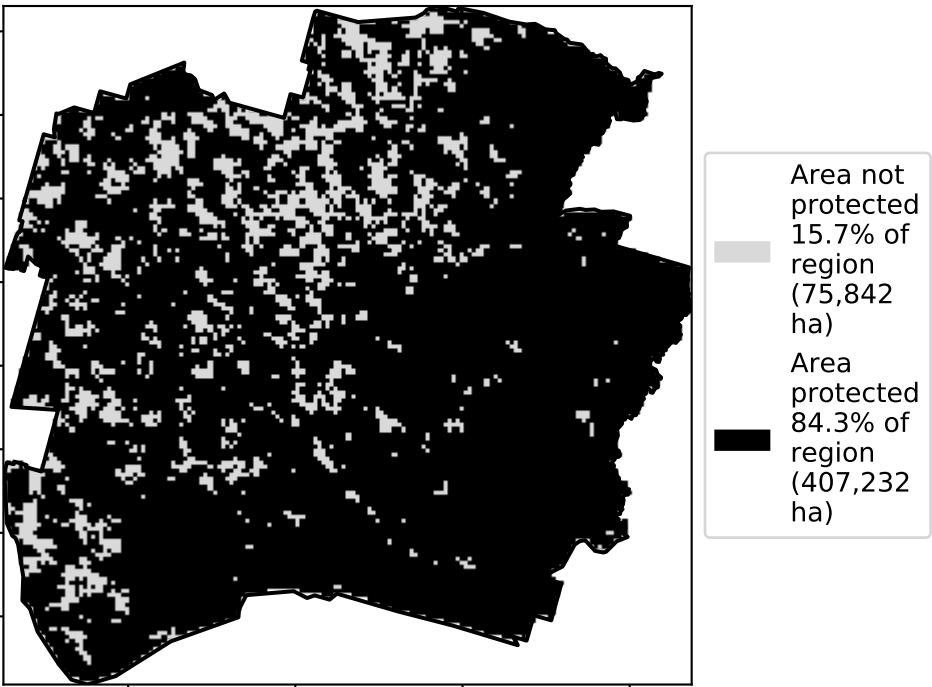 Area not
protected
15.7% of
region
(75,842
ha)
Area
protected
84.3% of
region
(407,232
ha)